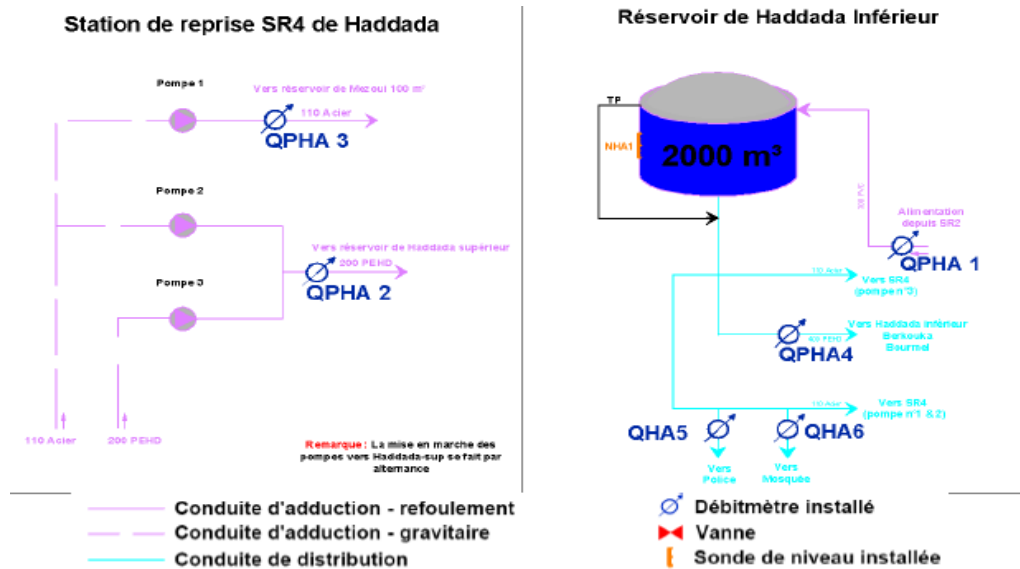 Station de reprise SR4 de Haddada
Pompe 1
Vers réservoir de Mezoui 100 m³
110 Acier
QPHA 3
Pompe 2
Vers réservoir de Haddada supérieur
200 PEHD
QPHA 2
Pompe 3
110 Acier
200 PEHD
Remarque : La mise en marche des
pompes vers Haddada-sup se fait par
alternance
Réservoir de Haddada Inférieur
TP
NHA1
2000 m³
300 PVC
Alimentation
depuis SR2
QPHA 1
110 Acier
Vers SR4
(pompe n°3)
Vers Haddada inférieur
Berkouka
Bourmel
400 PEHD
QPHA4
110 Acier
Vers SR4
(pompe n°1 &2)
QHA5
QHA6
Vers
Police
Vers
Mosquée
Conduite d'adduction - refoulement
Conduite d'adduction - gravitaire
Conduite de distribution
Débitmètre installé
Vanne
Sonde de niveau installée